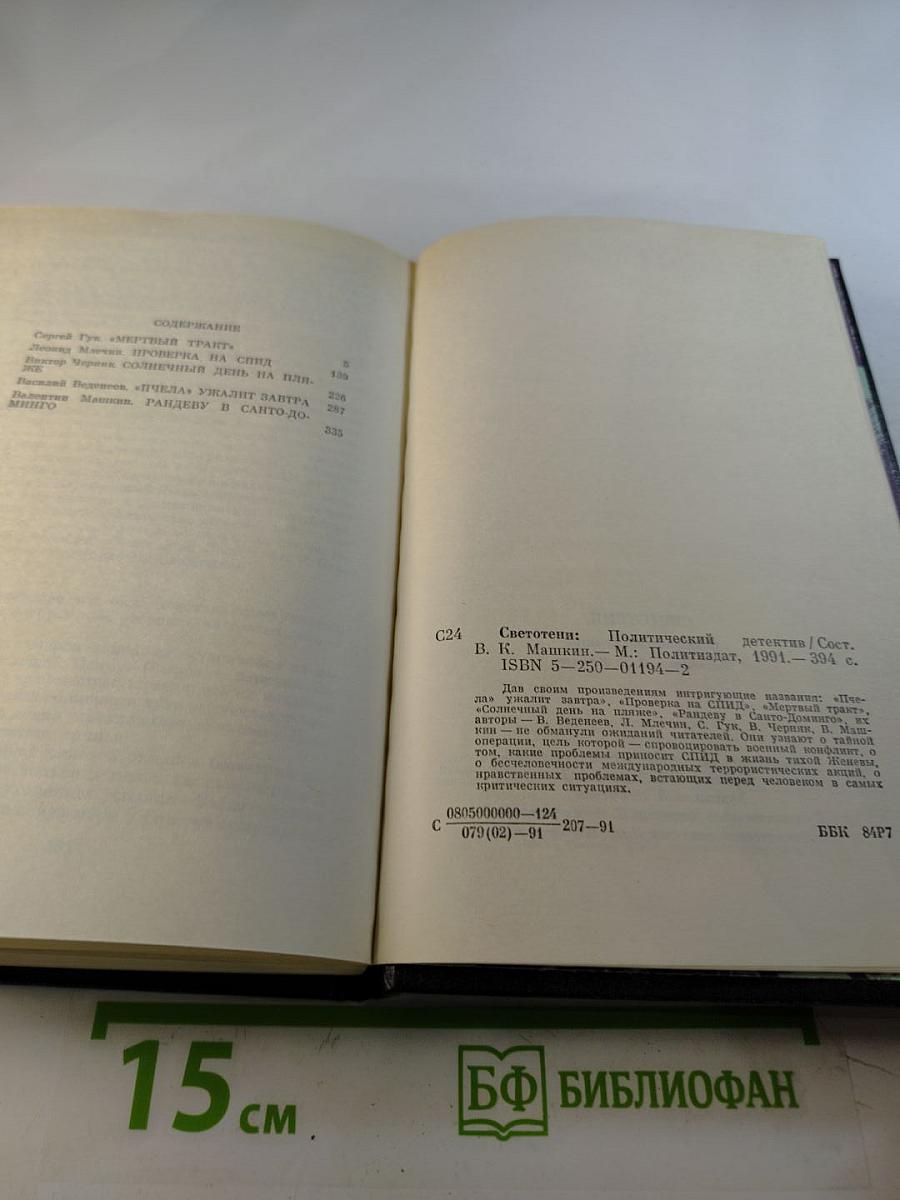 СОДЕРЖАНИЕ
Сергей Гук. «МЕРТВЫЙ ТРАКТ» 5
Леонид Млечин. ПРОВЕРКА НА СПИД 139
Виктор Черняк. СОЛНЕЧНЫЙ ДЕНЬ НА ПЛЯ-
ЖЕ 226
Василий Веденеев. «ПЧЕЛА» УЖАЛИТ ЗАВТРА 287
Валентин Машкин. РАНДЕВУ В САНТО-ДО-
МИНГО 335
С24 Светотени: Политический детектив / Сост.
В. К. Машкин.— М.: Политиздат, 1991.— 394 с.
ISBN 5—250—01194—2
Дав своим произведениям интригующие названия: «Пче-
ла» ужалит завтра», «Проверка на СПИД», «Мертвый тракт»,
«Солнечный день на пляже», «Рандеву в Санто-Доминго», их
авторы — В. Веденеев, Л. Млечин, С. Гук, В. Черняк, В. Маш-
кин — не обманули ожиданий читателей. Они узнают о тайной
операции, цель которой — спровоцировать военный конфликт, о
том, какие проблемы приносит СПИД в жизнь тихой Женевы,
о бесчеловечности международных террористических акций, о
нравственных проблемах, встающих перед человеком в самых
критических ситуациях.
0805000000—124
С 207—91
079(02)—91
ББК 84Р7
15 см
БФ БИБЛИОФАН